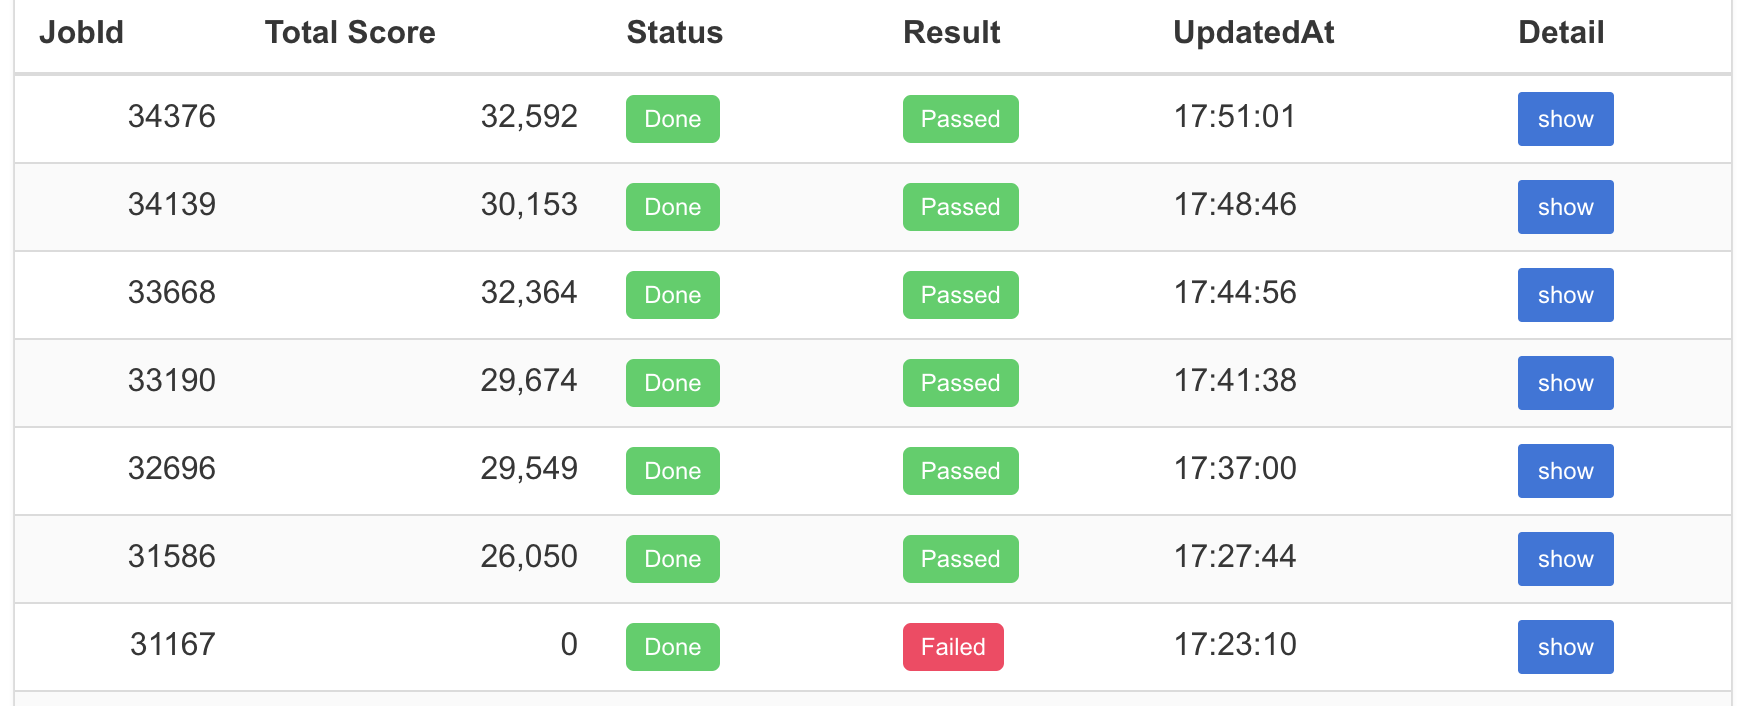 JobId Total Score Status Result UpdatedAt Detail
34376 32,592 Done Passed 17:51:01 show
34139 30,153 Done Passed 17:48:46 show
33668 32,364 Done Passed 17:44:56 show
33190 29,674 Done Passed 17:41:38 show
32696 29,549 Done Passed 17:37:00 show
31586 26,050 Done Passed 17:27:44 show
31167 0 Done Failed 17:23:10 show